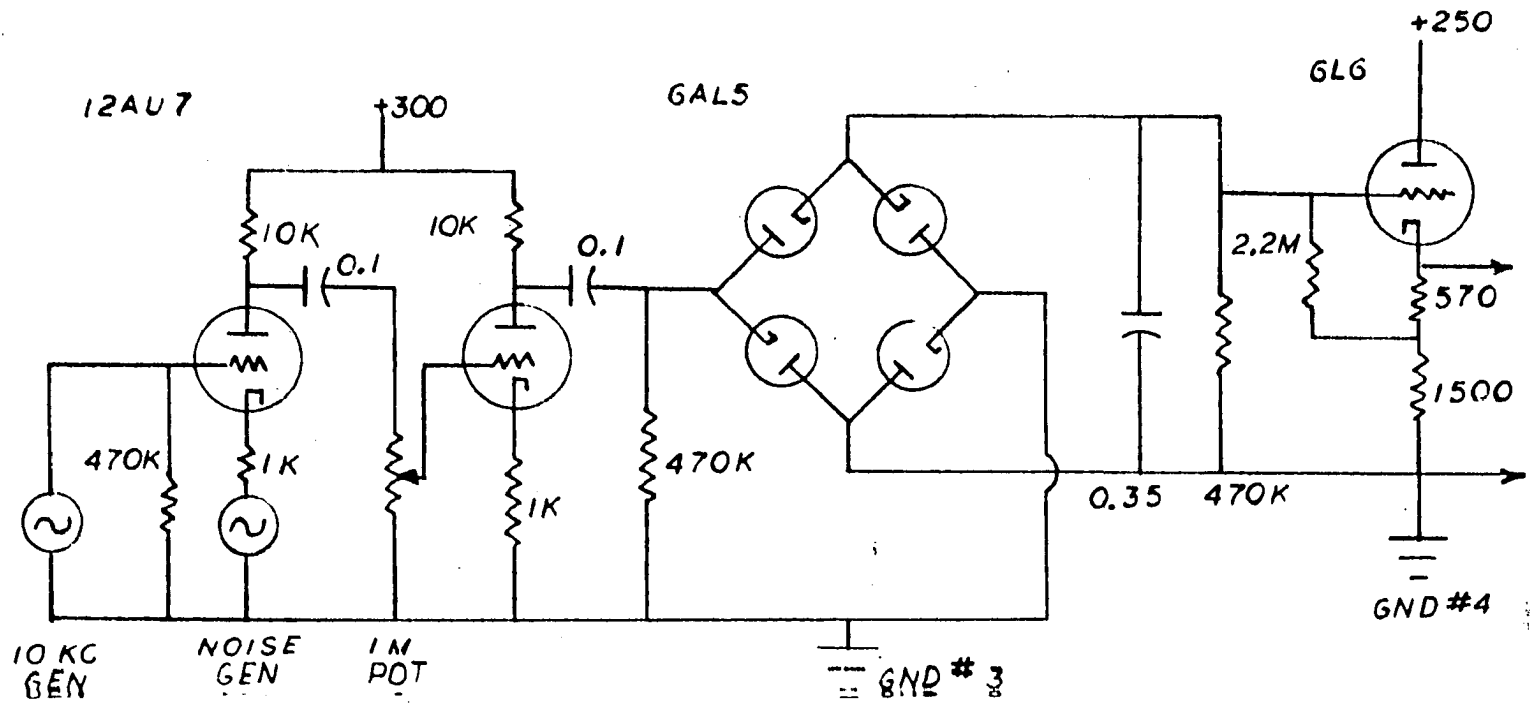 +250
6L6
12AU7
+300
6AL5
10K
10K
0.1
0.1
2.2M
570
470K
1K
1K
470K
0.35
470K
1500
GND #4
10 KC
GEN
NOISE
GEN
1 M
POT
GND # 3